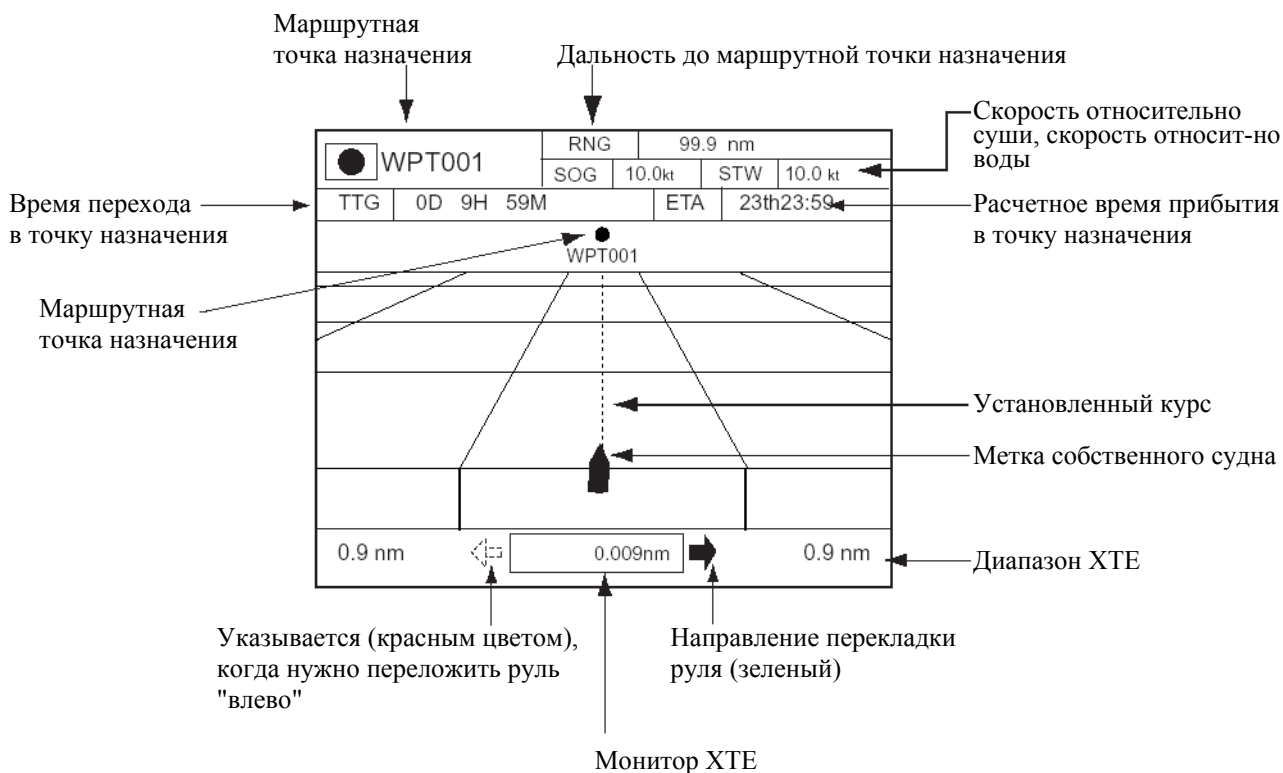 Маршрутная
точка назначения
Дальность до маршрутной точки назначения
Скорость относительно
суши, скорость относит-но
воды
WPT001
RNG 99.9 nm
SOG 10.0kt STW 10.0 kt
TTG 0D 9H 59M ETA 23th23:59
Время перехода
в точку назначения
Расчетное время прибытия
в точку назначения
WPT001
Маршрутная
точка назначения
Установленный курс
Метка собственного судна
0.9 nm 0.009nm 0.9 nm
Диапазон XTE
Указывается (красным цветом),
когда нужно переложить руль
"влево"
Направление перекладки
руля (зеленый)
Монитор XTE